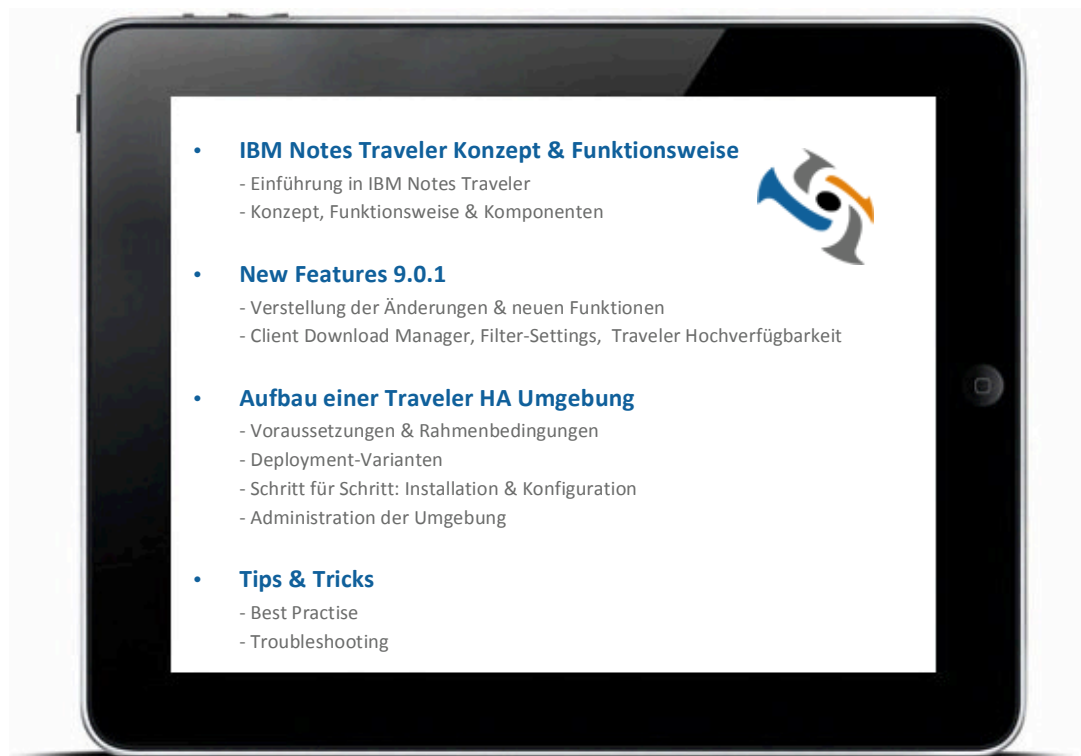 • IBM Notes Traveler Konzept & Funktionsweise
- Einführung in IBM Notes Traveler
- Konzept, Funktionsweise & Komponenten
• New Features 9.0.1
- Verstellung der Änderungen & neuen Funktionen
- Client Download Manager, Filter-Settings, Traveler Hochverfügbarkeit
• Aufbau einer Traveler HA Umgebung
- Voraussetzungen & Rahmenbedingungen
- Deployment-Varianten
- Schritt für Schritt: Installation & Konfiguration
- Administration der Umgebung
• Tips & Tricks
- Best Practise
- Troubleshooting